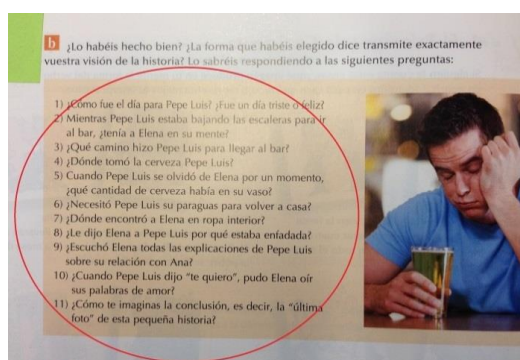 b ¿Lo habéis hecho bien? ¿La forma que habéis elegido dice transmite exactamente
vuestra visión de la historia? Lo sabréis respondiendo a las siguientes preguntas:
1) ¿Cómo fue el día para Pepe Luis? ¿Fue un día triste o feliz?
2) Mientras Pepe Luis estaba bajando las escaleras para ir
al bar, ¿tenía a Elena en su mente?
3) ¿Qué camino hizo Pepe Luis para llegar al bar?
4) ¿Dónde tomó la cerveza Pepe Luis?
5) Cuando Pepe Luis se olvidó de Elena por un momento,
¿qué cantidad de cerveza había en su vaso?
6) ¿Necesitó Pepe Luis su paraguas para volver a casa?
7) ¿Dónde encontró a Elena en ropa interior?
8) ¿Le dijo Elena a Pepe Luis por qué estaba enfadada?
9) ¿Escuchó Elena todas las explicaciones de Pepe Luis
sobre su relación con Ana?
10) ¿Cuando Pepe Luis dijo “te quiero”, pudo Elena oír
sus palabras de amor?
11) ¿Cómo te imaginas la conclusión, es decir, la “última
foto” de esta pequeña historia?